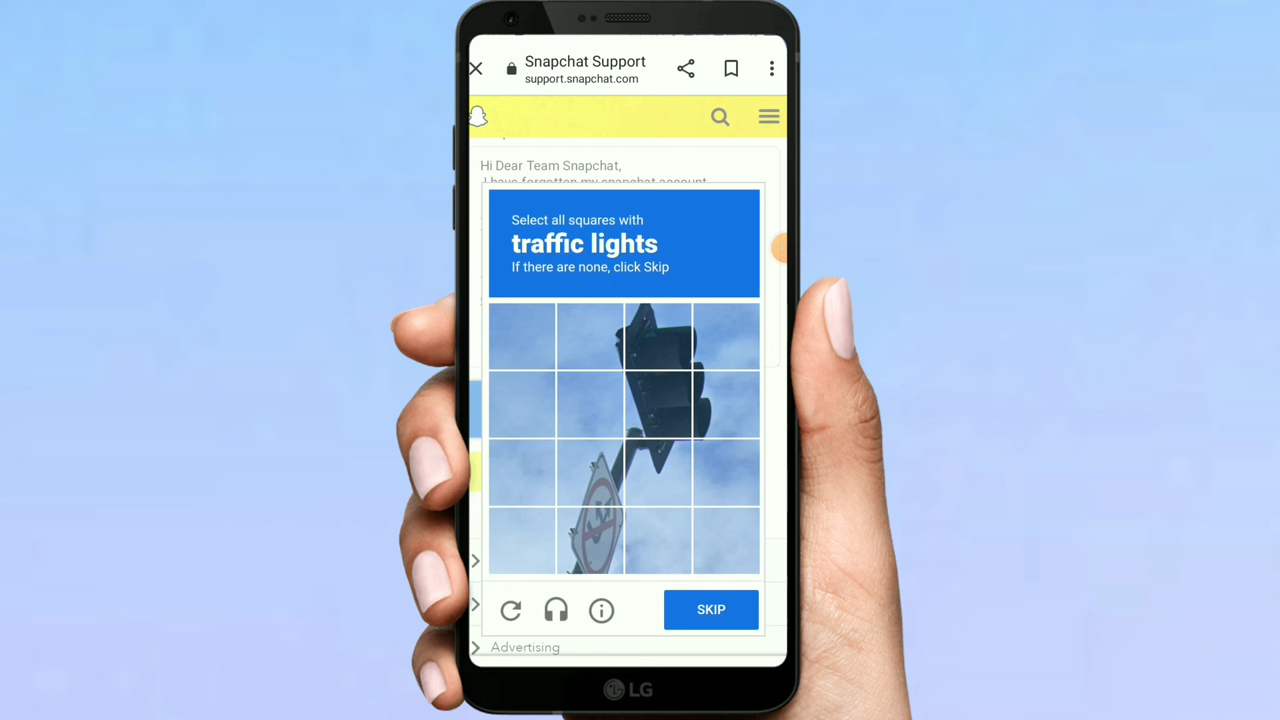 Snapchat Support
support.snapchat.com
Hi Dear Team Snapchat,
I have forgotten my snapchat account
Select all squares with
traffic lights
If there are none, click Skip
SKIP
Advertising
LG